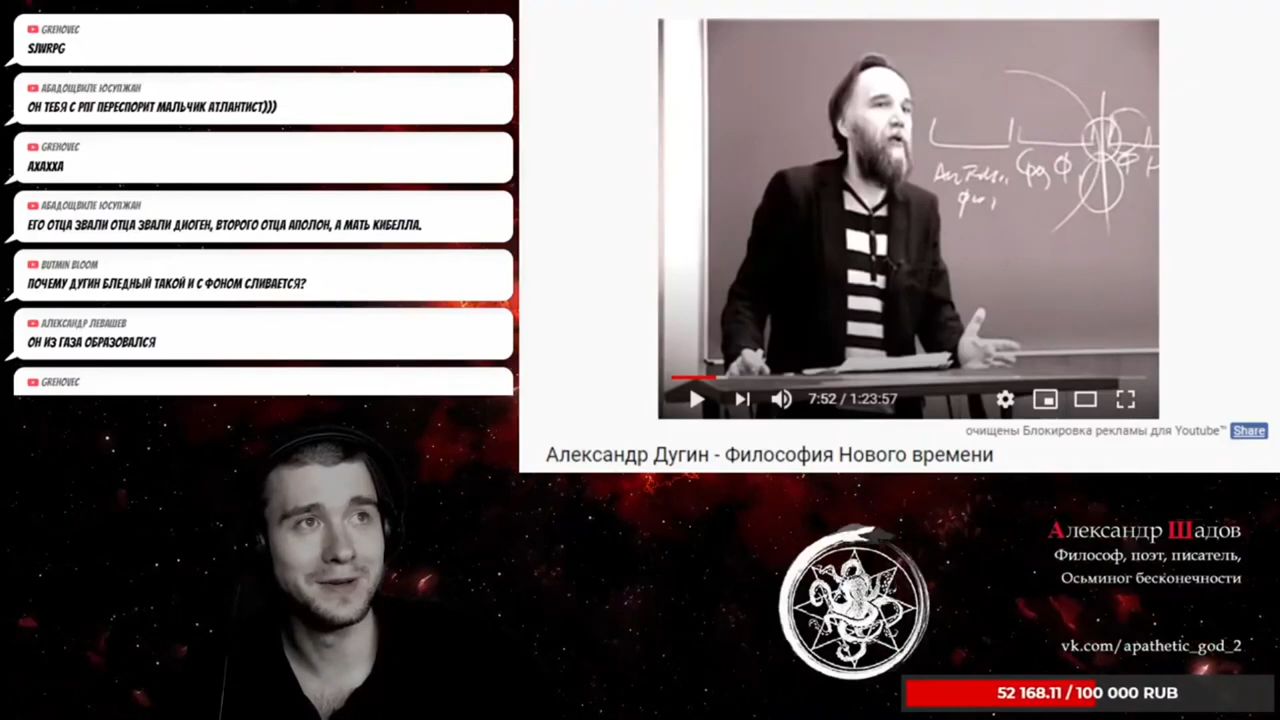 GREHOVEC
SJWRPG
АБАДОЩВИЛЕ ЮСУПЖАН
ОН ТЕБЯ С РПГ ПЕРЕСПОРИТ МАЛЬЧИК АТЛАНТИСТ)))
GREHOVEC
АХАХХА
АБАДОЩВИЛЕ ЮСУПЖАН
ЕГО ОТЦА ЗВАЛИ ОТЦА ЗВАЛИ ДИОГЕН, ВТОРОГО ОТЦА АПОЛОН, А МАТЬ КИБЕЛЛА.
BUTMIN BLOOM
ПОЧЕМУ ДУГИН БЛЕДНЫЙ ТАКОЙ И С ФОНОМ СЛИВАЕТСЯ?
АЛЕКСАНДР ЛЕВАШЕВ
ОН ИЗ ГАЗА ОБРАЗОВАЛСЯ
GREHOVEC
7:52 / 1:23:57
очищены Блокировка рекламы для Youtube™ Share
Александр Дугин - Философия Нового времени
Александр Шадов
Философ, поэт, писатель,
Осьминог бесконечности
vk.com/apathetic_god_2
52 168.11 / 100 000 RUB